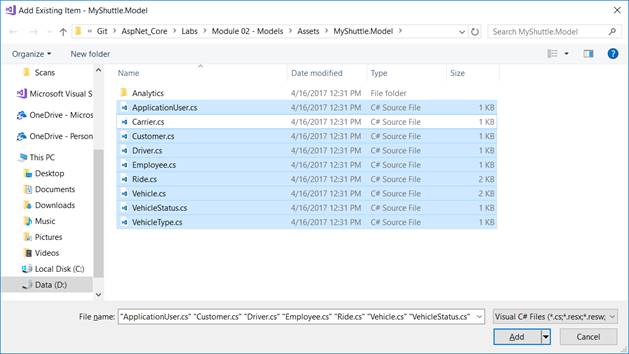 Add Existing Item - MyShuttle.Model
« Git > AspNet_Core > Labs > Module 02 - Models > Assets > MyShuttle.Model >
Search MyShuttle.Model
Organize New folder
Name Date modified Type Size
Scans
Microsoft Visual S
OneDrive - Micros
OneDrive - Person
This PC
Desktop
Documents
Downloads
Music
Pictures
Videos
Local Disk (C:)
Data (D:)
Analytics 4/16/2017 12:31 PM File folder
ApplicationUser.cs 4/16/2017 12:31 PM C# Source File 1 KB
Carrier.cs 4/16/2017 12:31 PM C# Source File 1 KB
Customer.cs 4/16/2017 12:31 PM C# Source File 1 KB
Driver.cs 4/16/2017 12:31 PM C# Source File 1 KB
Employee.cs 4/16/2017 12:31 PM C# Source File 1 KB
Ride.cs 4/16/2017 12:31 PM C# Source File 2 KB
Vehicle.cs 4/16/2017 12:31 PM C# Source File 2 KB
VehicleStatus.cs 4/16/2017 12:31 PM C# Source File 1 KB
VehicleType.cs 4/16/2017 12:31 PM C# Source File 1 KB
File name: "ApplicationUser.cs" "Customer.cs" "Driver.cs" "Employee.cs" "Ride.cs" "Vehicle.cs" "VehicleStatus.cs"
Visual C# Files (*.cs;*.resx;*.resw;
Add Cancel